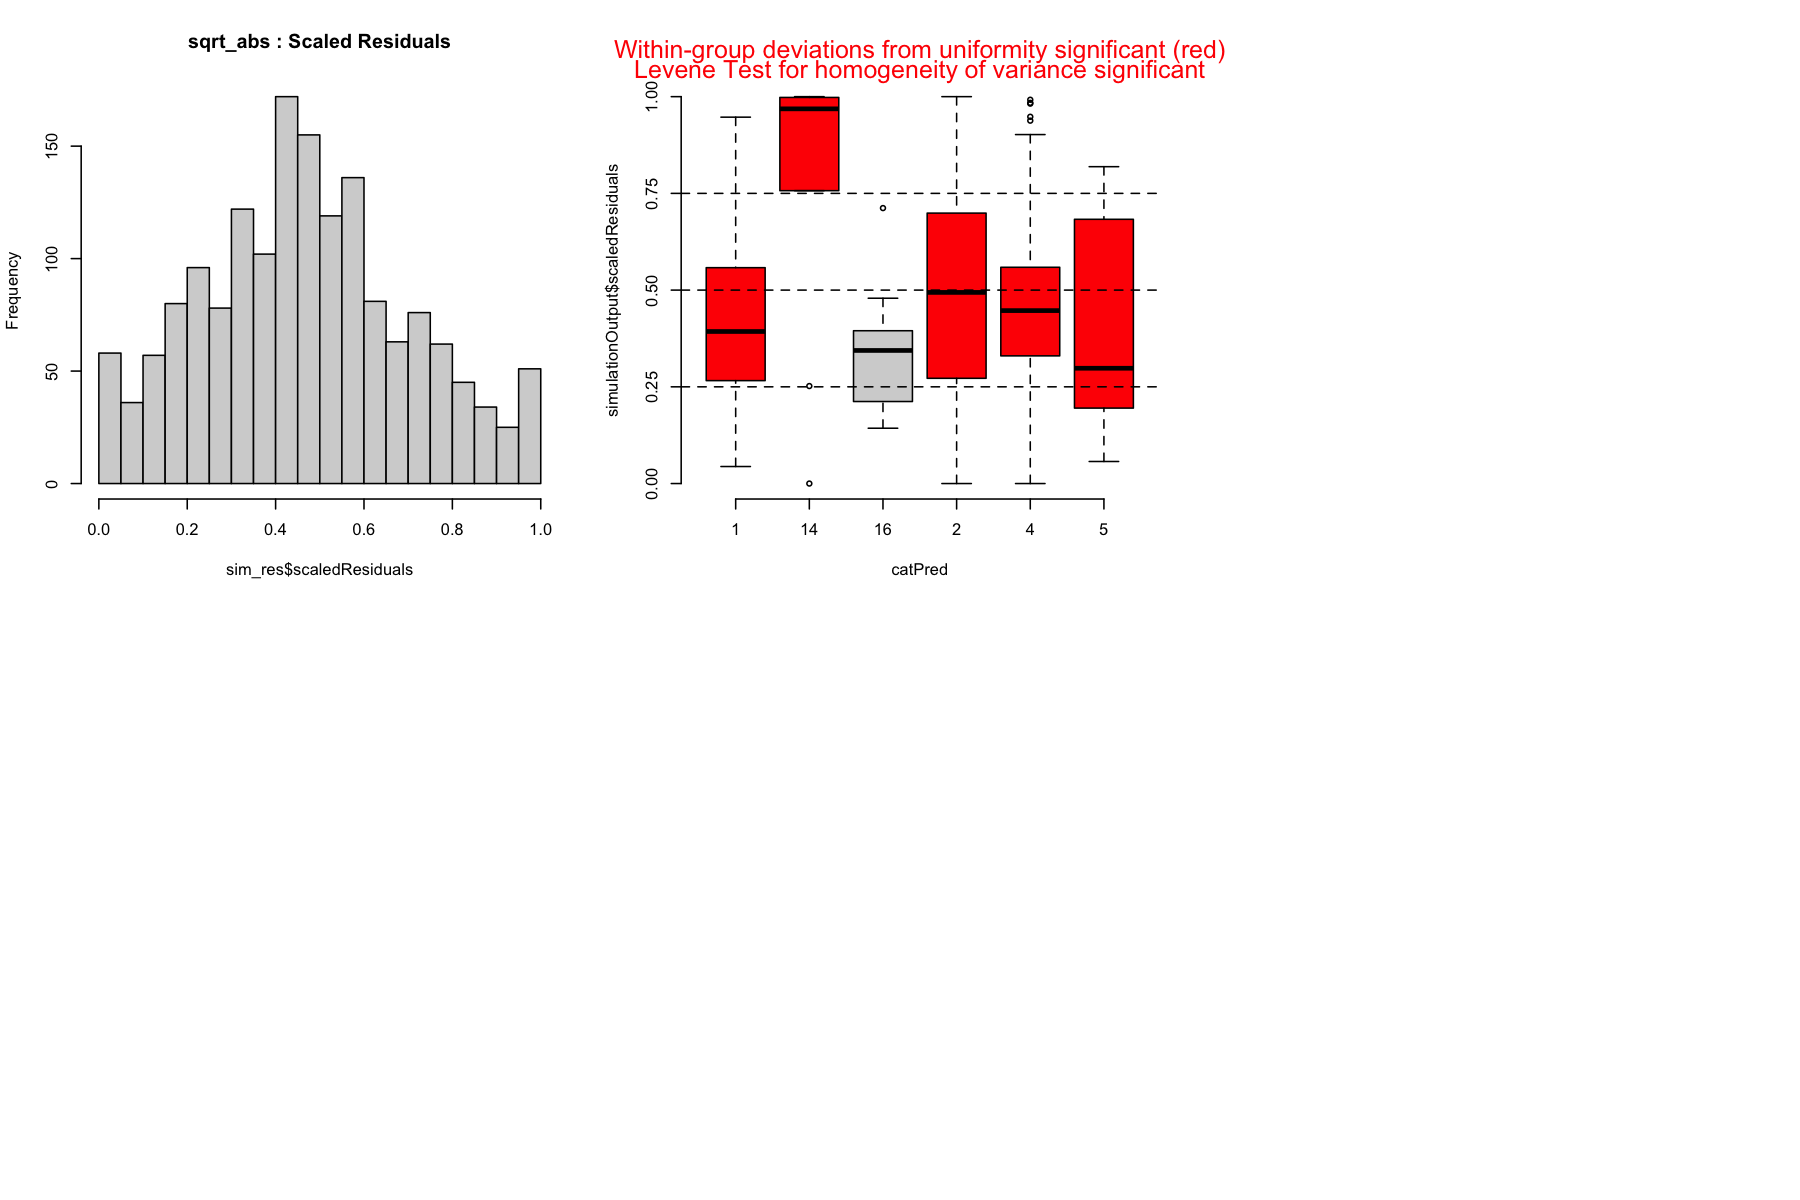 sqrt_abs : Scaled Residuals
Frequency
0
50
100
150
0.0 0.2 0.4 0.6 0.8 1.0
sim_res$scaledResiduals
Within-group deviations from uniformity significant (red)
Levene Test for homogeneity of variance significant
simulationOutput$scaledResiduals
0.00
0.25
0.50
0.75
1.00
1 14 16 2 4 5
catPred